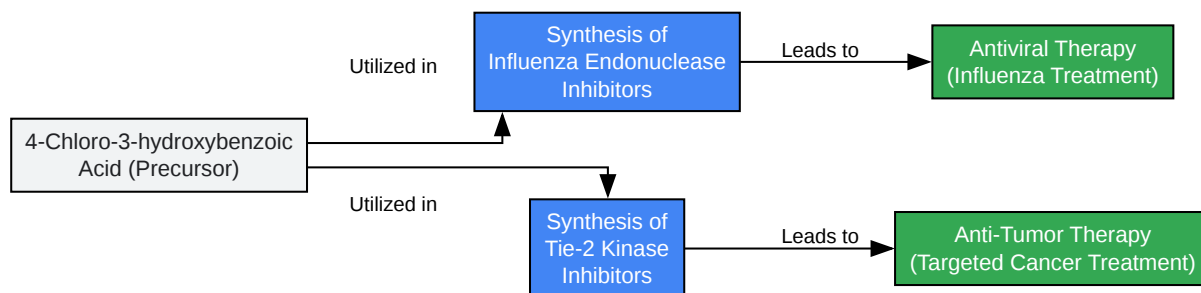 4-Chloro-3-hydroxybenzoic
Acid (Precursor)
Utilized in
Synthesis of
Influenza Endonuclease
Inhibitors
Leads to
Antiviral Therapy
(Influenza Treatment)
Utilized in
Synthesis of
Tie-2 Kinase
Inhibitors
Leads to
Anti-Tumor Therapy
(Targeted Cancer Treatment)